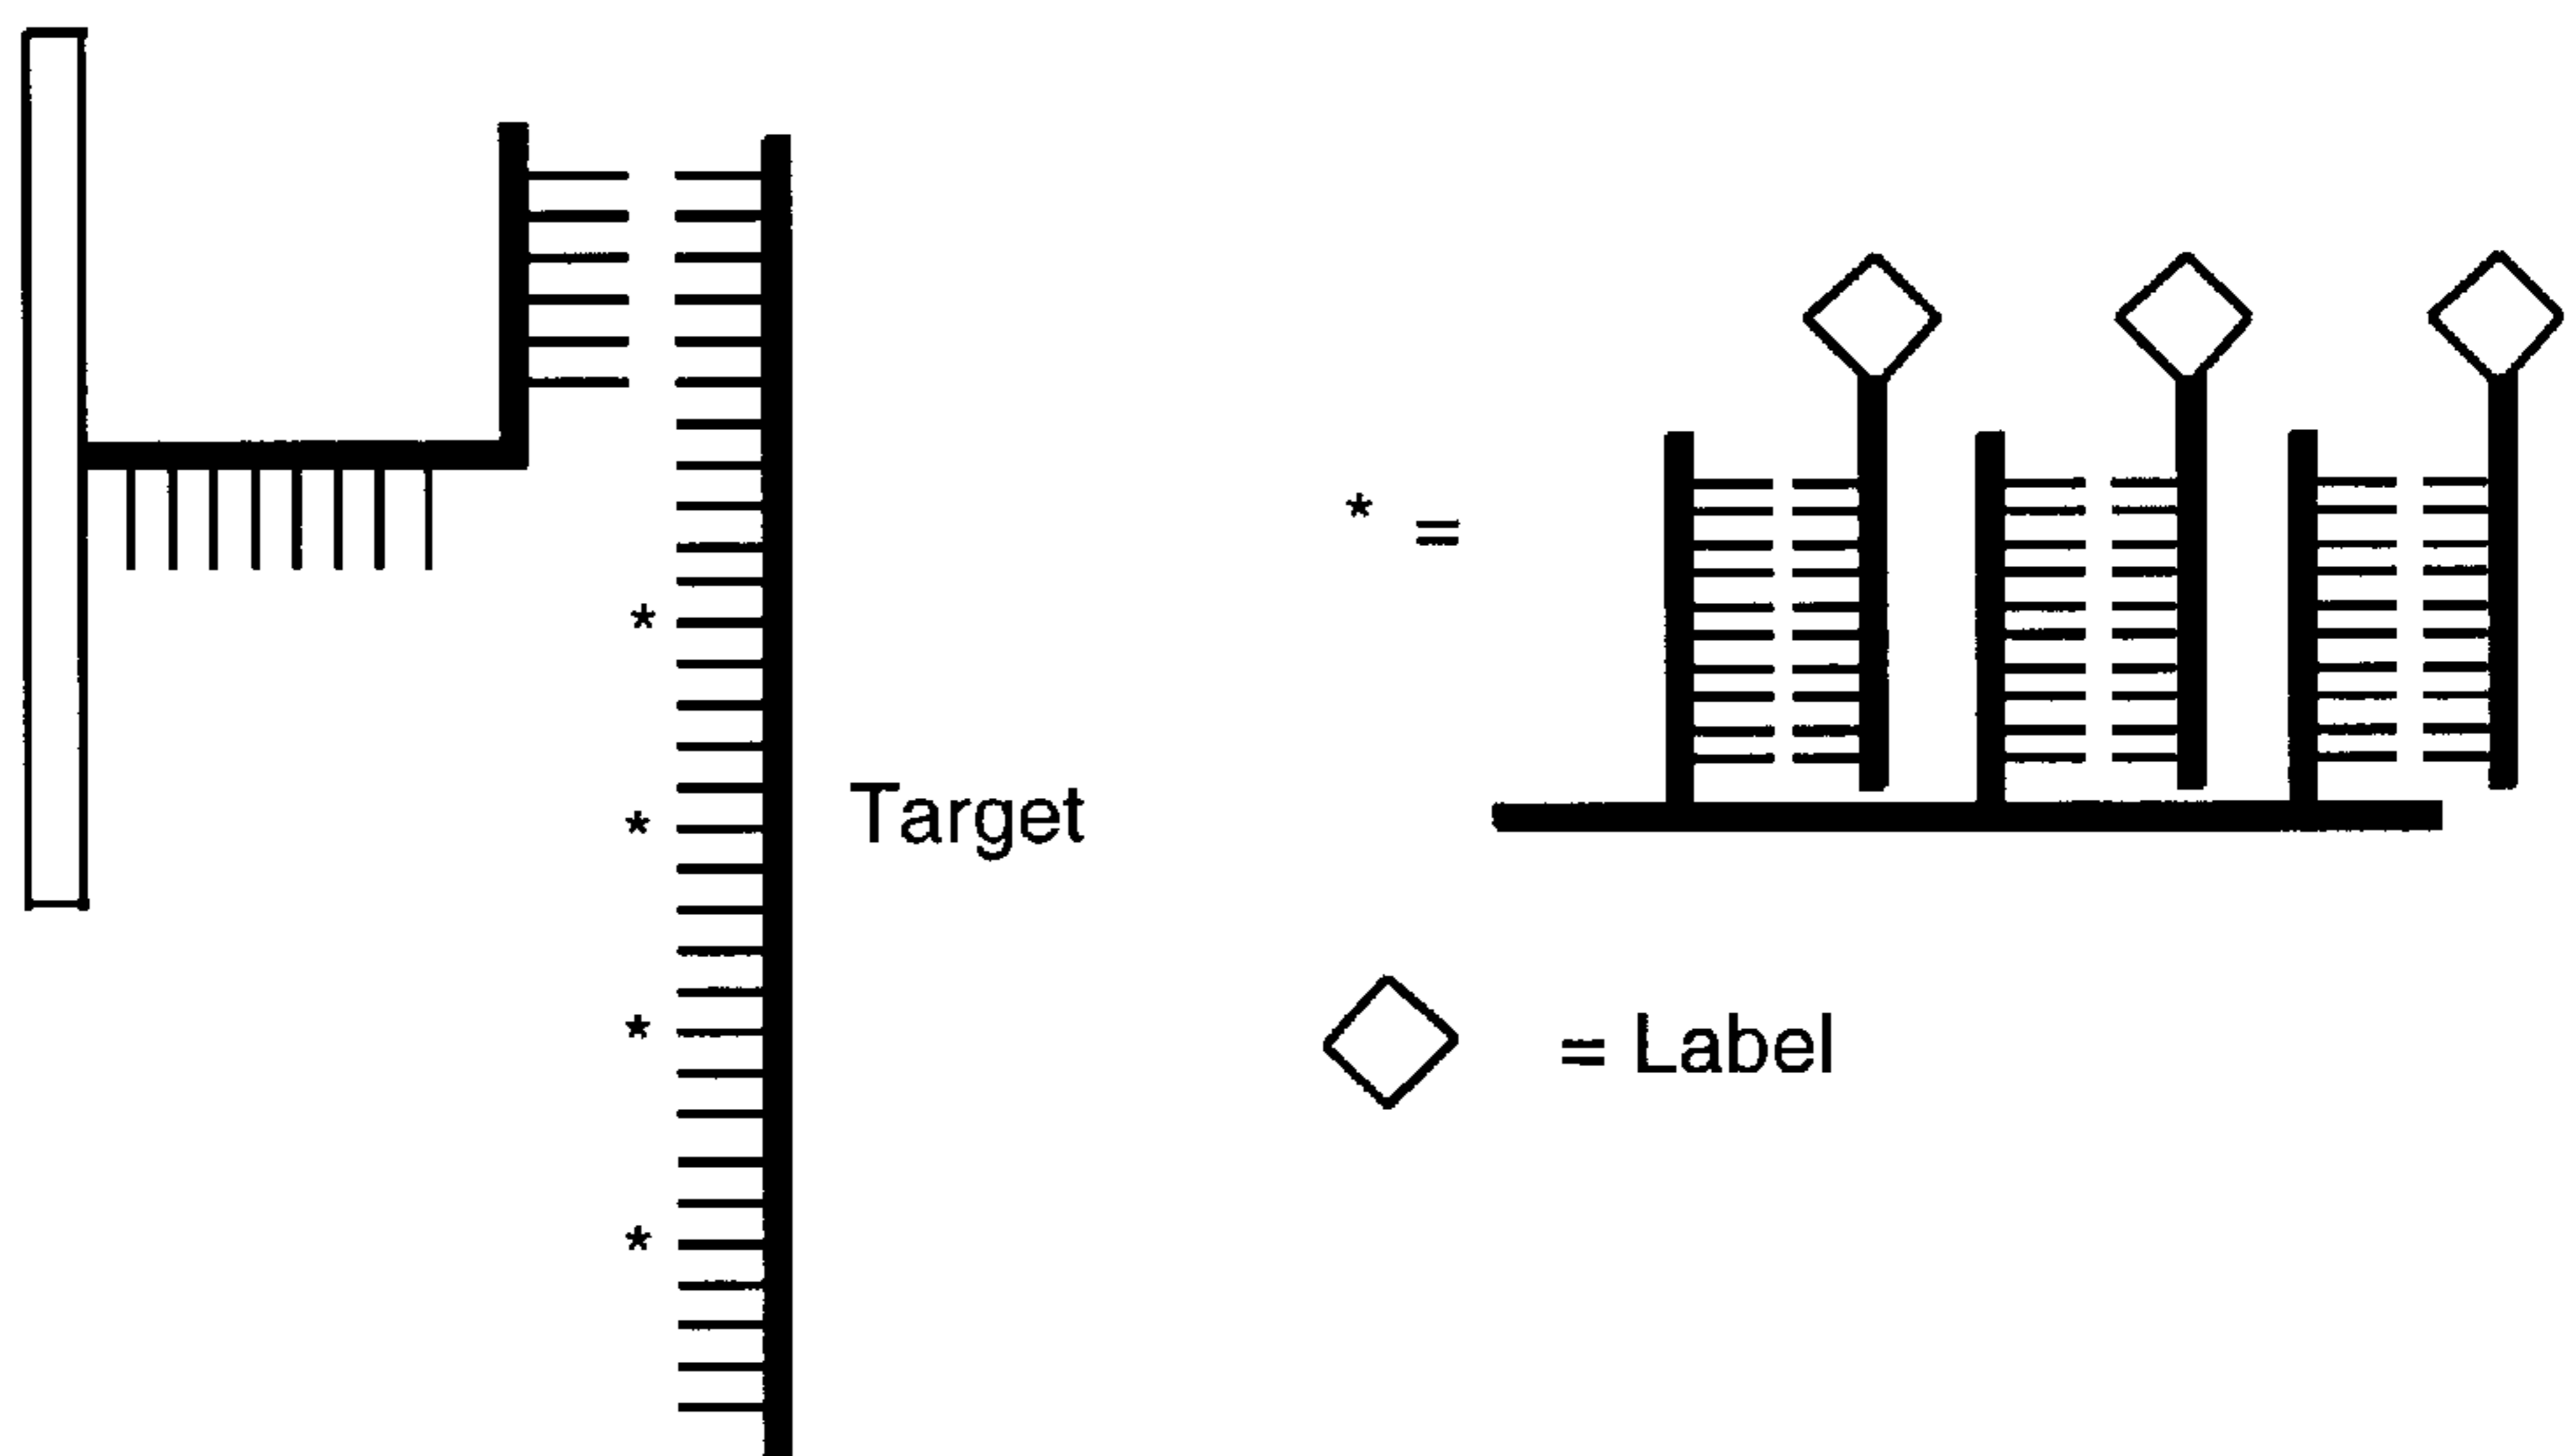 * =
*
*
Target
*
= Label
*